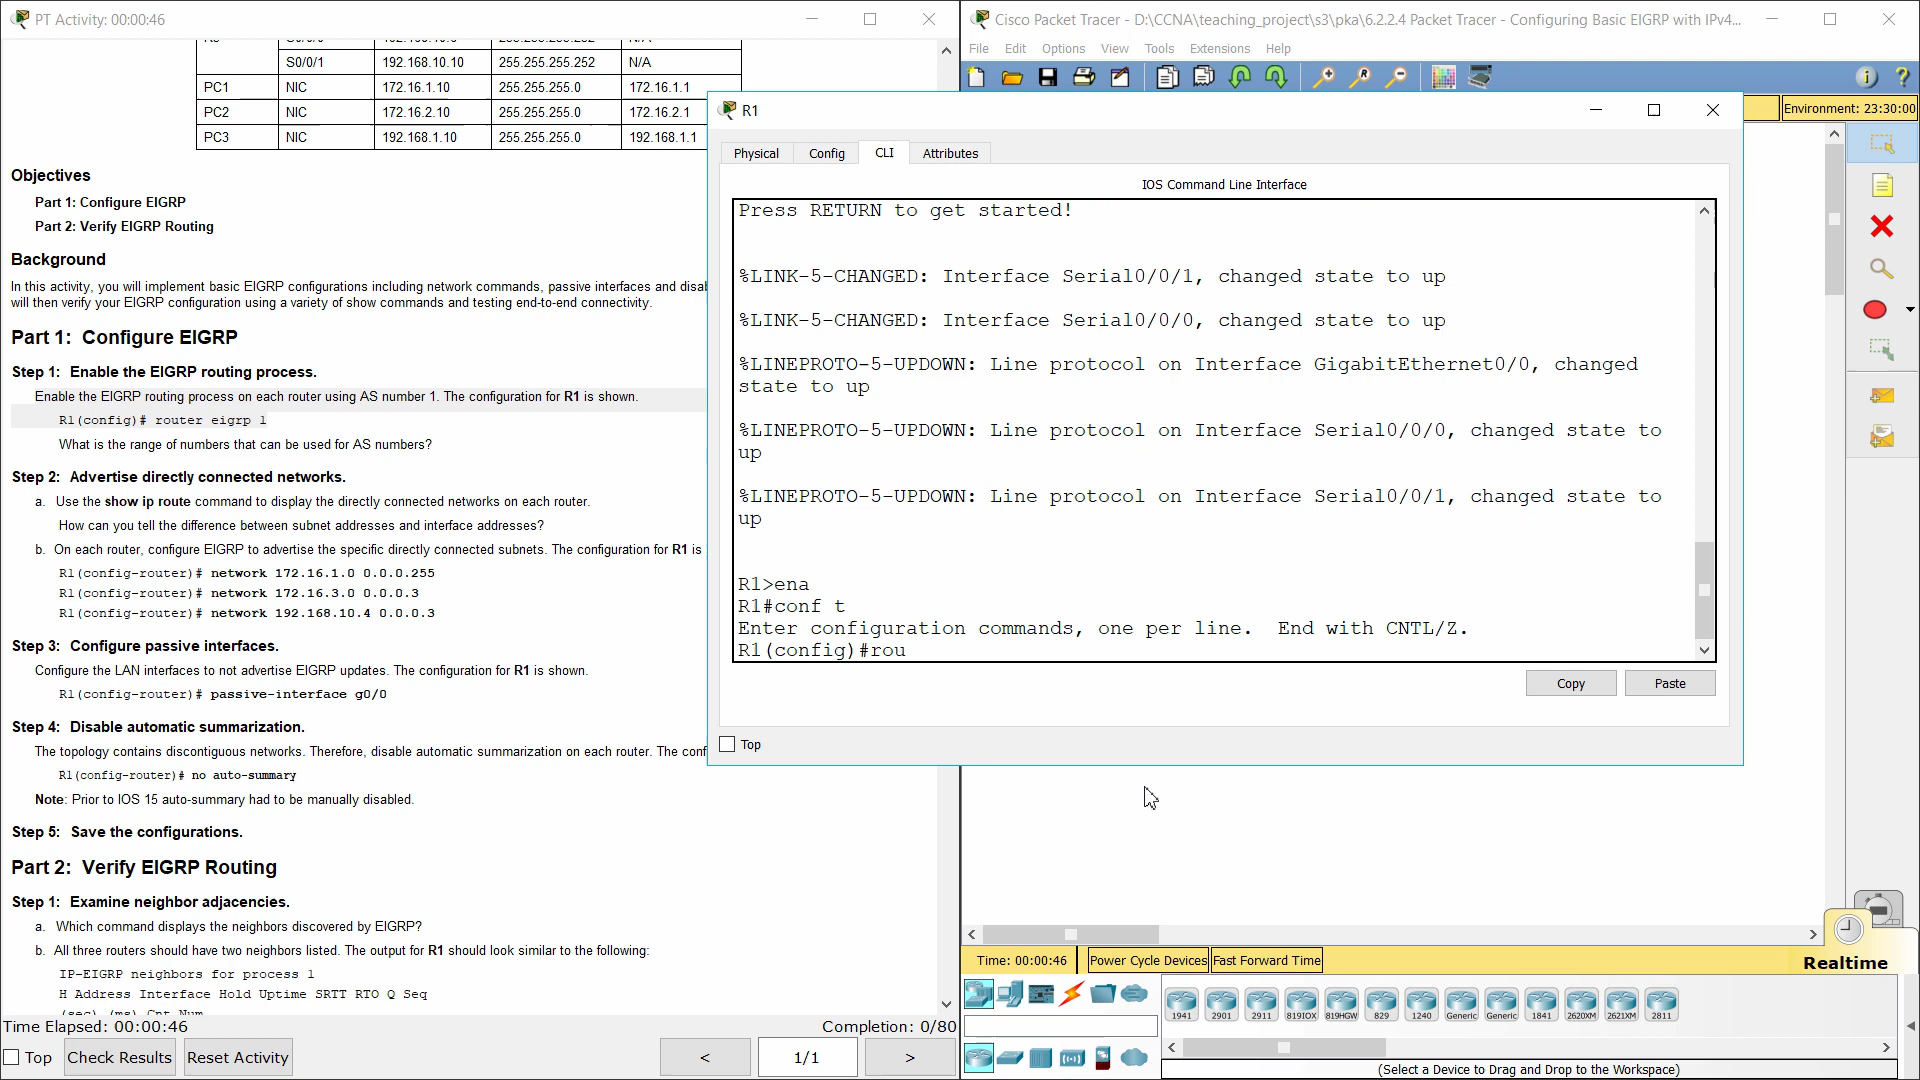 PT Activity: 00:00:46
S0/0/1 192.168.10.10 255.255.255.252 N/A
PC1 NIC 172.16.1.10 255.255.255.0 172.16.1.1
PC2 NIC 172.16.2.10 255.255.255.0 172.16.2.1
PC3 NIC 192.168.1.10 255.255.255.0 192.168.1.1
Objectives
Part 1: Configure EIGRP
Part 2: Verify EIGRP Routing
Background
In this activity, you will implement basic EIGRP configurations including network commands, passive interfaces and
will then verify your EIGRP configuration using a variety of show commands and testing end-to-end connectivity.
Part 1: Configure EIGRP
Step 1: Enable the EIGRP routing process.
Enable the EIGRP routing process on each router using AS number 1. The configuration for R1 is shown.
R1(config)# router eigrp 1
What is the range of numbers that can be used for AS numbers?
Step 2: Advertise directly connected networks.
a. Use the show ip route command to display the directly connected networks on each router.
How can you tell the difference between subnet addresses and interface addresses?
b. On each router, configure EIGRP to advertise the specific directly connected subnets. The configuration for R1 is
R1(config-router)# network 172.16.1.0 0.0.0.255
R1(config-router)# network 172.16.3.0 0.0.0.3
R1(config-router)# network 192.168.10.4 0.0.0.3
Step 3: Configure passive interfaces.
Configure the LAN interfaces to not advertise EIGRP updates. The configuration for R1 is shown.
R1(config-router)# passive-interface g0/0
Step 4: Disable automatic summarization.
The topology contains discontiguous networks. Therefore, disable automatic summarization on each router. The
R1(config-router)# no auto-summary
Note: Prior to IOS 15 auto-summary had to be manually disabled.
Step 5: Save the configurations.
Part 2: Verify EIGRP Routing
Step 1: Examine neighbor adjacencies.
a. Which command displays the neighbors discovered by EIGRP?
b. All three routers should have two neighbors listed. The output for R1 should look similar to the following:
IP-EIGRP neighbors for process 1
H Address Interface Hold Uptime SRTT RTO Q Seq
(sec) (ms) Cnt Num
Time Elapsed: 00:00:46 Completion: 0/80
Top Check Results Reset Activity < 1/1 >
Cisco Packet Tracer - D:\CCNA\teaching_project\s3\pka\6.2.2.4 Packet Tracer - Configuring Basic EIGRP with IPv4...
File Edit Options View Tools Extensions Help
Environment: 23:30:00
R1
Physical Config CLI Attributes
IOS Command Line Interface
Press RETURN to get started!
%LINK-5-CHANGED: Interface Serial0/0/1, changed state to up
%LINK-5-CHANGED: Interface Serial0/0/0, changed state to up
%LINEPROTO-5-UPDOWN: Line protocol on Interface GigabitEthernet0/0, changed
state to up
%LINEPROTO-5-UPDOWN: Line protocol on Interface Serial0/0/0, changed state to
up
%LINEPROTO-5-UPDOWN: Line protocol on Interface Serial0/0/1, changed state to
up
R1>ena
R1#conf t
Enter configuration commands, one per line.  End with CNTL/Z.
R1(config)#rou
Copy Paste
Top
Time: 00:00:46 Power Cycle Devices Fast Forward Time
Realtime
1941 2901 2911 819IOX 819HGW 829 1240 Generic Generic 1841 2620XM 2621XM 2811
(Select a Device to Drag and Drop to the Workspace)